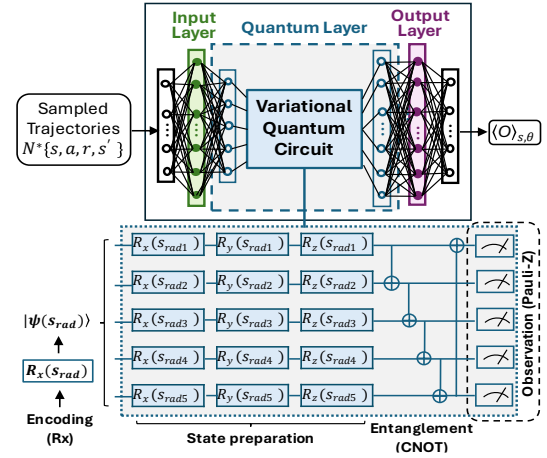 Input Layer
Quantum Layer
Output Layer
Sampled Trajectories
N*{s, a, r, s′ }
Variational Quantum Circuit
⟨O⟩s,θ
Rx(srad1) Ry(srad1) Rz(srad1)
Rx(srad2) Ry(srad2) Rz(srad2)
|ψ(srad)⟩ Rx(srad3) Ry(srad3) Rz(srad3)
Rx(srad) Rx(srad4) Ry(srad4) Rz(srad4)
Rx(srad5) Ry(srad5) Rz(srad5)
Observation (Pauli-Z)
Encoding (Rx)
State preparation
Entanglement (CNOT)